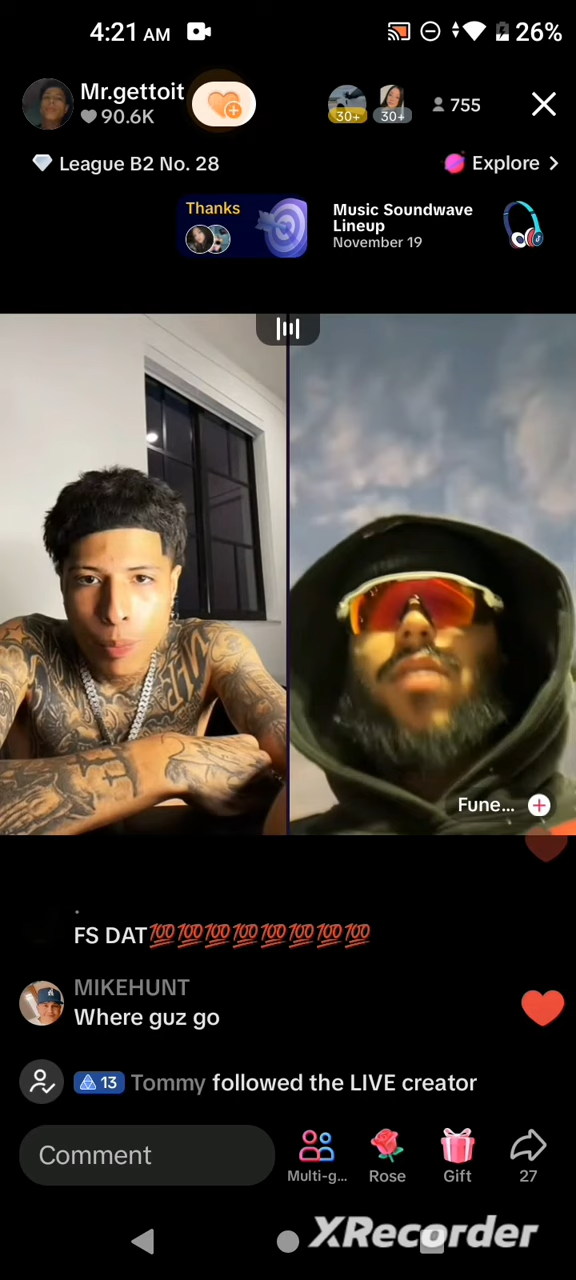 4:21 AM
26%
Mr.gettoit
90.6K
30+
30+
755
League B2 No. 28
Explore >
Thanks
Music Soundwave
Lineup
November 19
Fune...
FS DAT💯💯💯💯💯💯💯💯
MIKEHUNT
Where guz go
13 Tommy followed the LIVE creator
Comment
Multi-g...
Rose
Gift
27
XRecorder